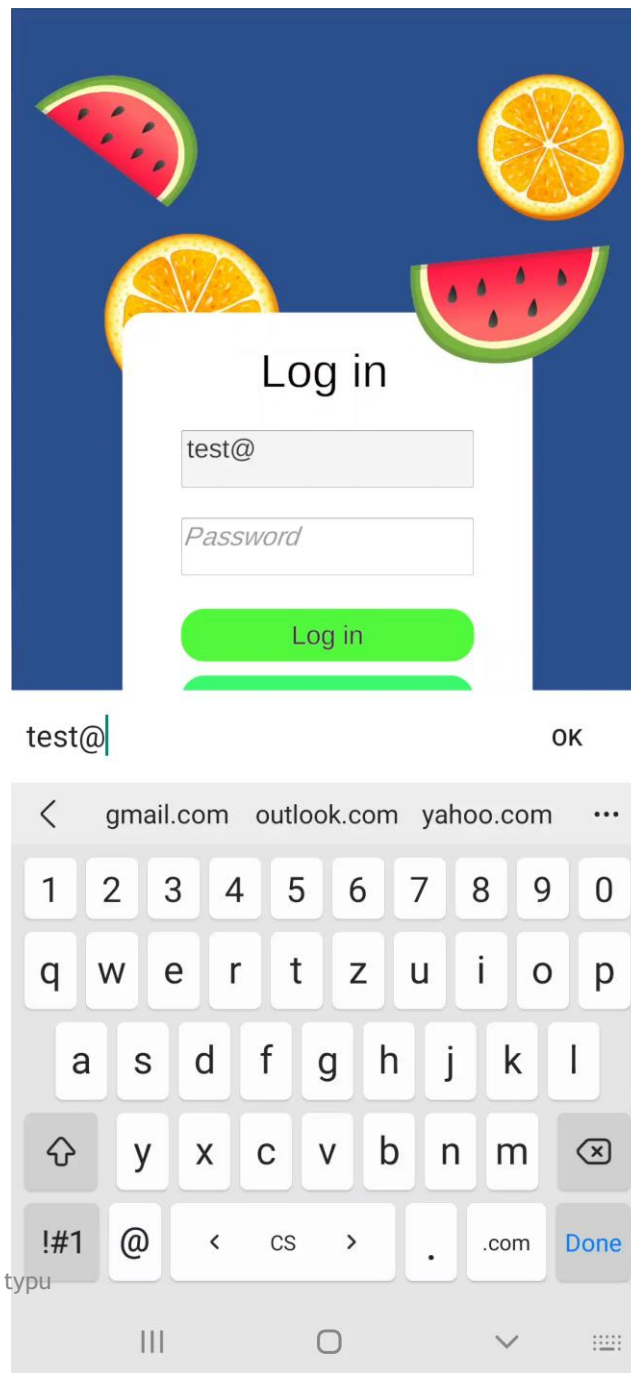 Log in
test@
Password
Log in
test@ OK
gmail.com outlook.com yahoo.com ...
1 2 3 4 5 6 7 8 9 0
q w e r t z u i o p
a s d f g h j k l
y x c v b n m
!#1 @ < CS > . .com Done
typu